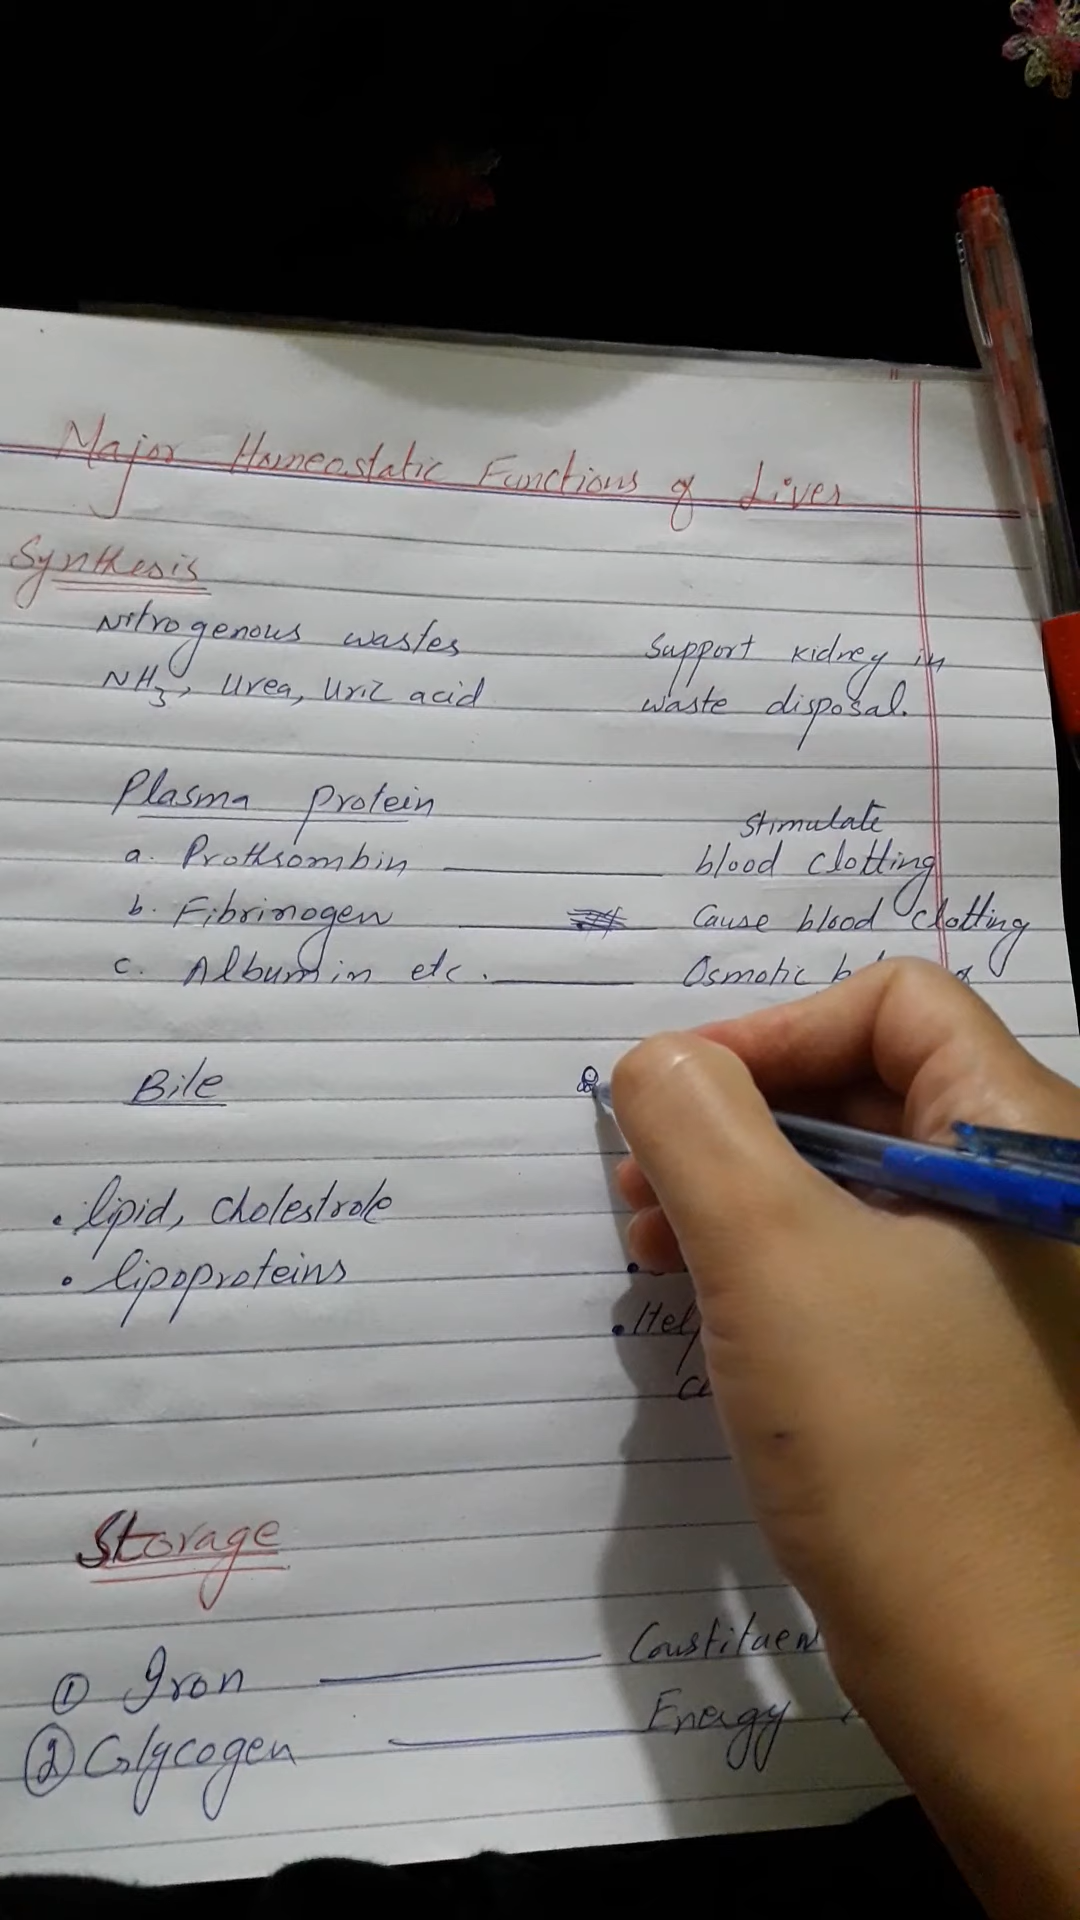 Major Homeostatic Functions of Liver
Synthesis
Nitrogenous wastes
NH3, Urea, Uric acid
Support kidney in
waste disposal.
Plasma protein
a. Prothrombin
stimulate
blood clotting
b. Fibrinogen
Cause blood clotting
c. Albumin etc.
Osmotic
Bile
• lipid, cholestrole
• lipoproteins
Storage
① Iron
Constituen
② Glycogen
Energy